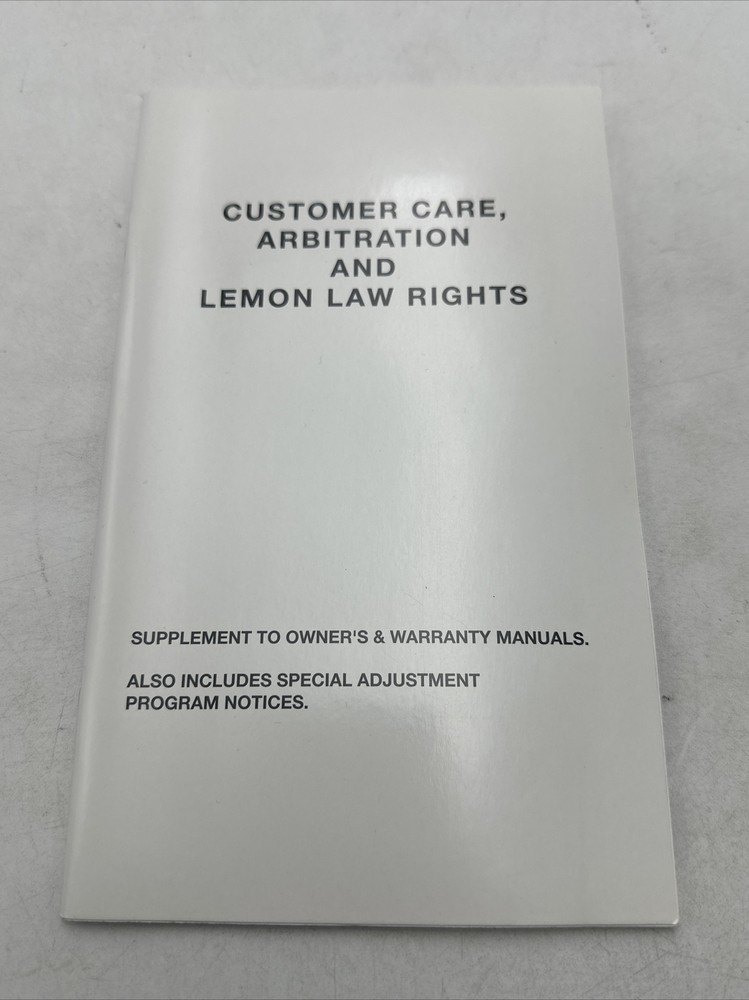 CUSTOMER CARE,
ARBITRATION
AND
LEMON LAW RIGHTS
SUPPLEMENT TO OWNER'S & WARRANTY MANUALS.
ALSO INCLUDES SPECIAL ADJUSTMENT
PROGRAM NOTICES.